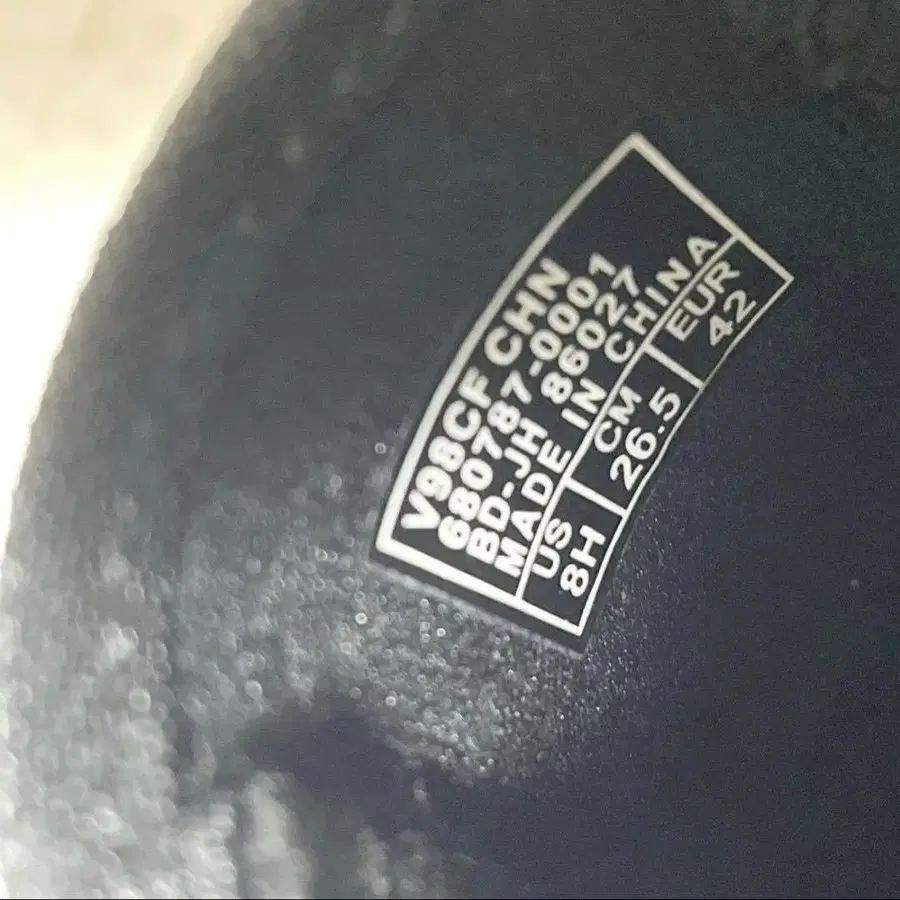 V98CF CHN
680787-0001
BD-JH 86027
MADE IN CHINA
US CM EUR
8H 26.5 42